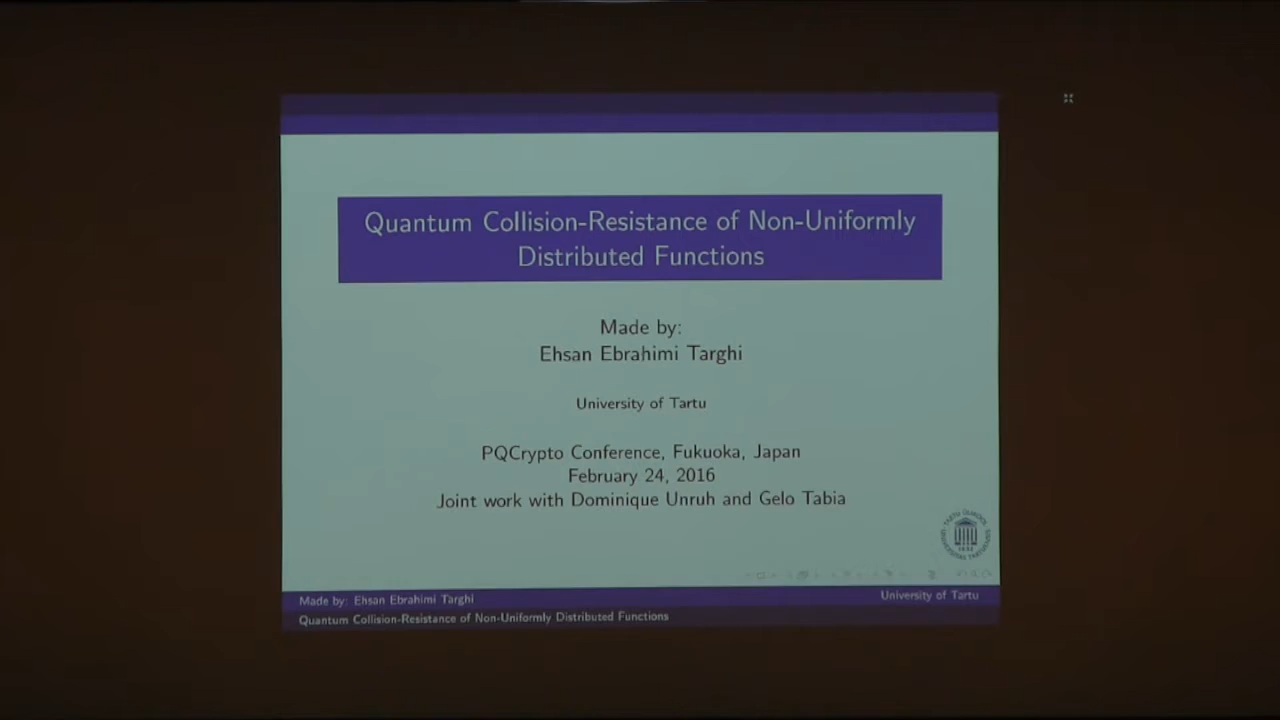 Quantum Collision-Resistance of Non-Uniformly
Distributed Functions
Made by:
Ehsan Ebrahimi Targhi
University of Tartu
PQCrypto Conference, Fukuoka, Japan
February 24, 2016
Joint work with Dominique Unruh and Gelo Tabia
Made by: Ehsan Ebrahimi Targhi
University of Tartu
Quantum Collision-Resistance of Non-Uniformly Distributed Functions